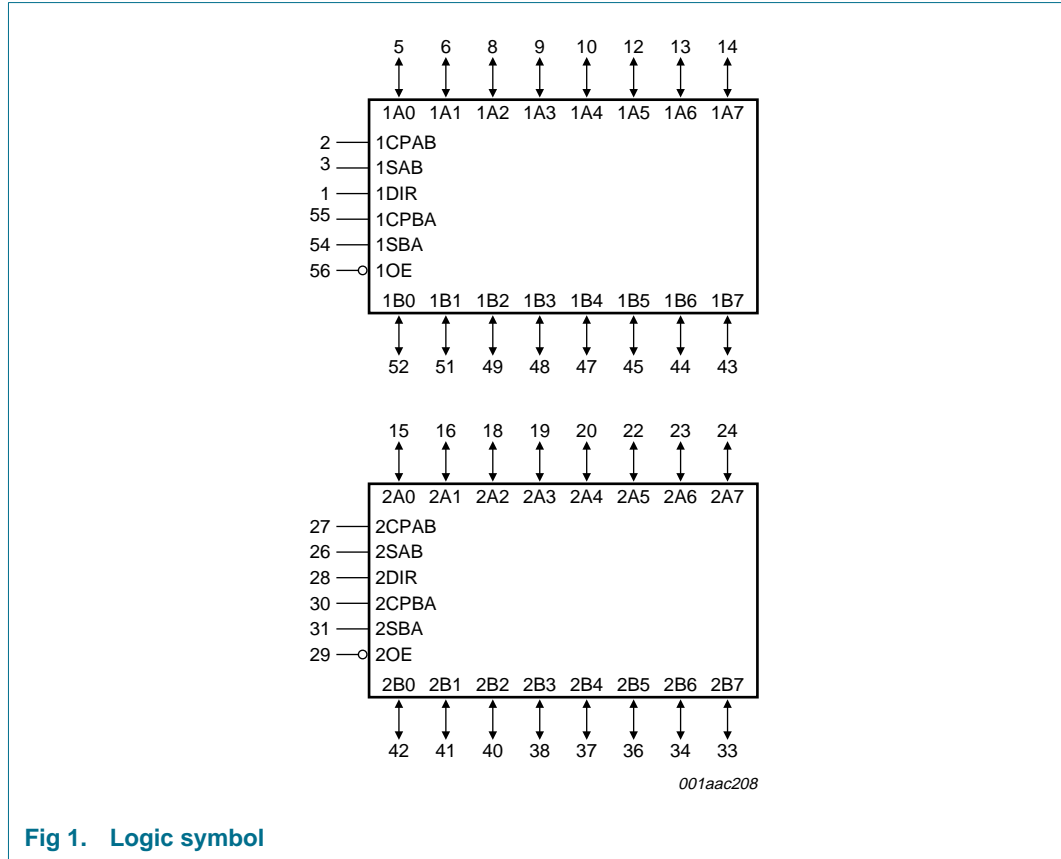 5 6 8 9 10 12 13 14
1A0 1A1 1A2 1A3 1A4 1A5 1A6 1A7
2 1CPAB
3 1SAB
1 1DIR
55 1CPBA
54 1SBA
56 1OE
1B0 1B1 1B2 1B3 1B4 1B5 1B6 1B7
52 51 49 48 47 45 44 43
15 16 18 19 20 22 23 24
2A0 2A1 2A2 2A3 2A4 2A5 2A6 2A7
27 2CPAB
26 2SAB
28 2DIR
30 2CPBA
31 2SBA
29 2OE
2B0 2B1 2B2 2B3 2B4 2B5 2B6 2B7
42 41 40 38 37 36 34 33
001aac208
Fig 1. Logic symbol